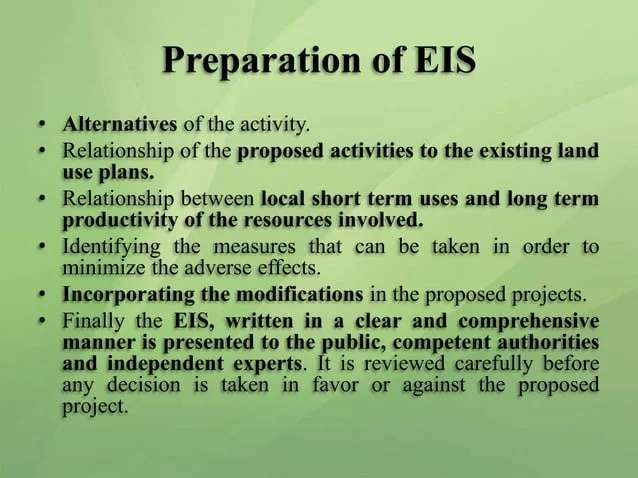 Preparation of EIS
• Alternatives of the activity.
• Relationship of the proposed activities to the existing land
use plans.
• Relationship between local short term uses and long term
productivity of the resources involved.
• Identifying the measures that can be taken in order to
minimize the adverse effects.
• Incorporating the modifications in the proposed projects.
• Finally the EIS, written in a clear and comprehensive
manner is presented to the public, competent authorities
and independent experts. It is reviewed carefully before
any decision is taken in favor or against the proposed
project.